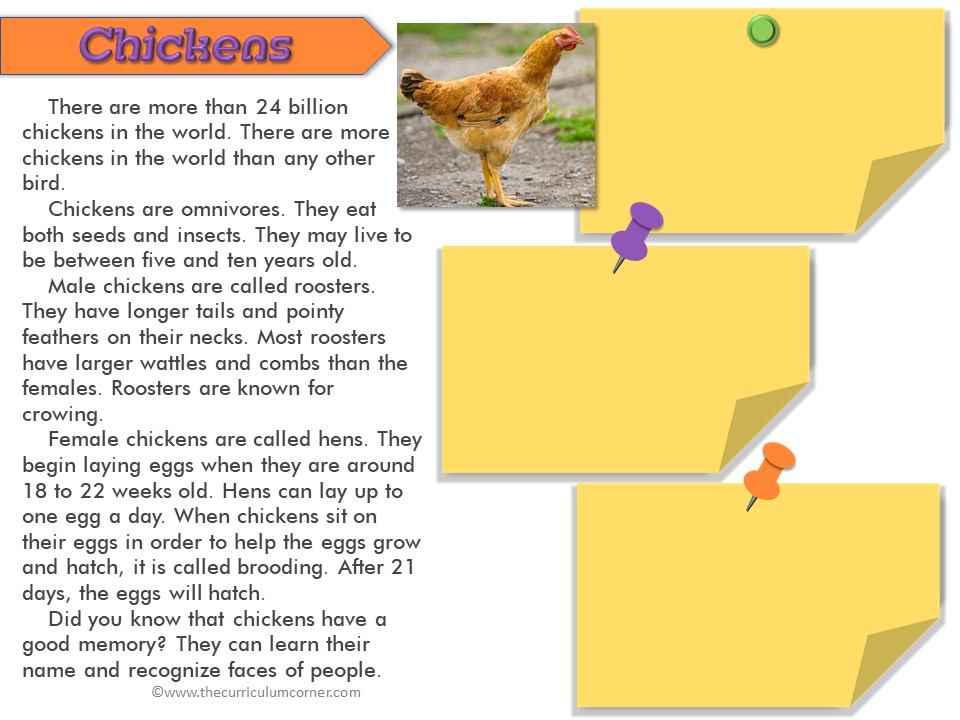 Chickens
There are more than 24 billion
chickens in the world. There are more
chickens in the world than any other
bird.
Chickens are omnivores. They eat
both seeds and insects. They may live to
be between five and ten years old.
Male chickens are called roosters.
They have longer tails and pointy
feathers on their necks. Most roosters
have larger wattles and combs than the
females. Roosters are known for
crowing.
Female chickens are called hens. They
begin laying eggs when they are around
18 to 22 weeks old. Hens can lay up to
one egg a day. When chickens sit on
their eggs in order to help the eggs grow
and hatch, it is called brooding. After 21
days, the eggs will hatch.
Did you know that chickens have a
good memory? They can learn their
name and recognize faces of people.
©www.thecurriculumcorner.com